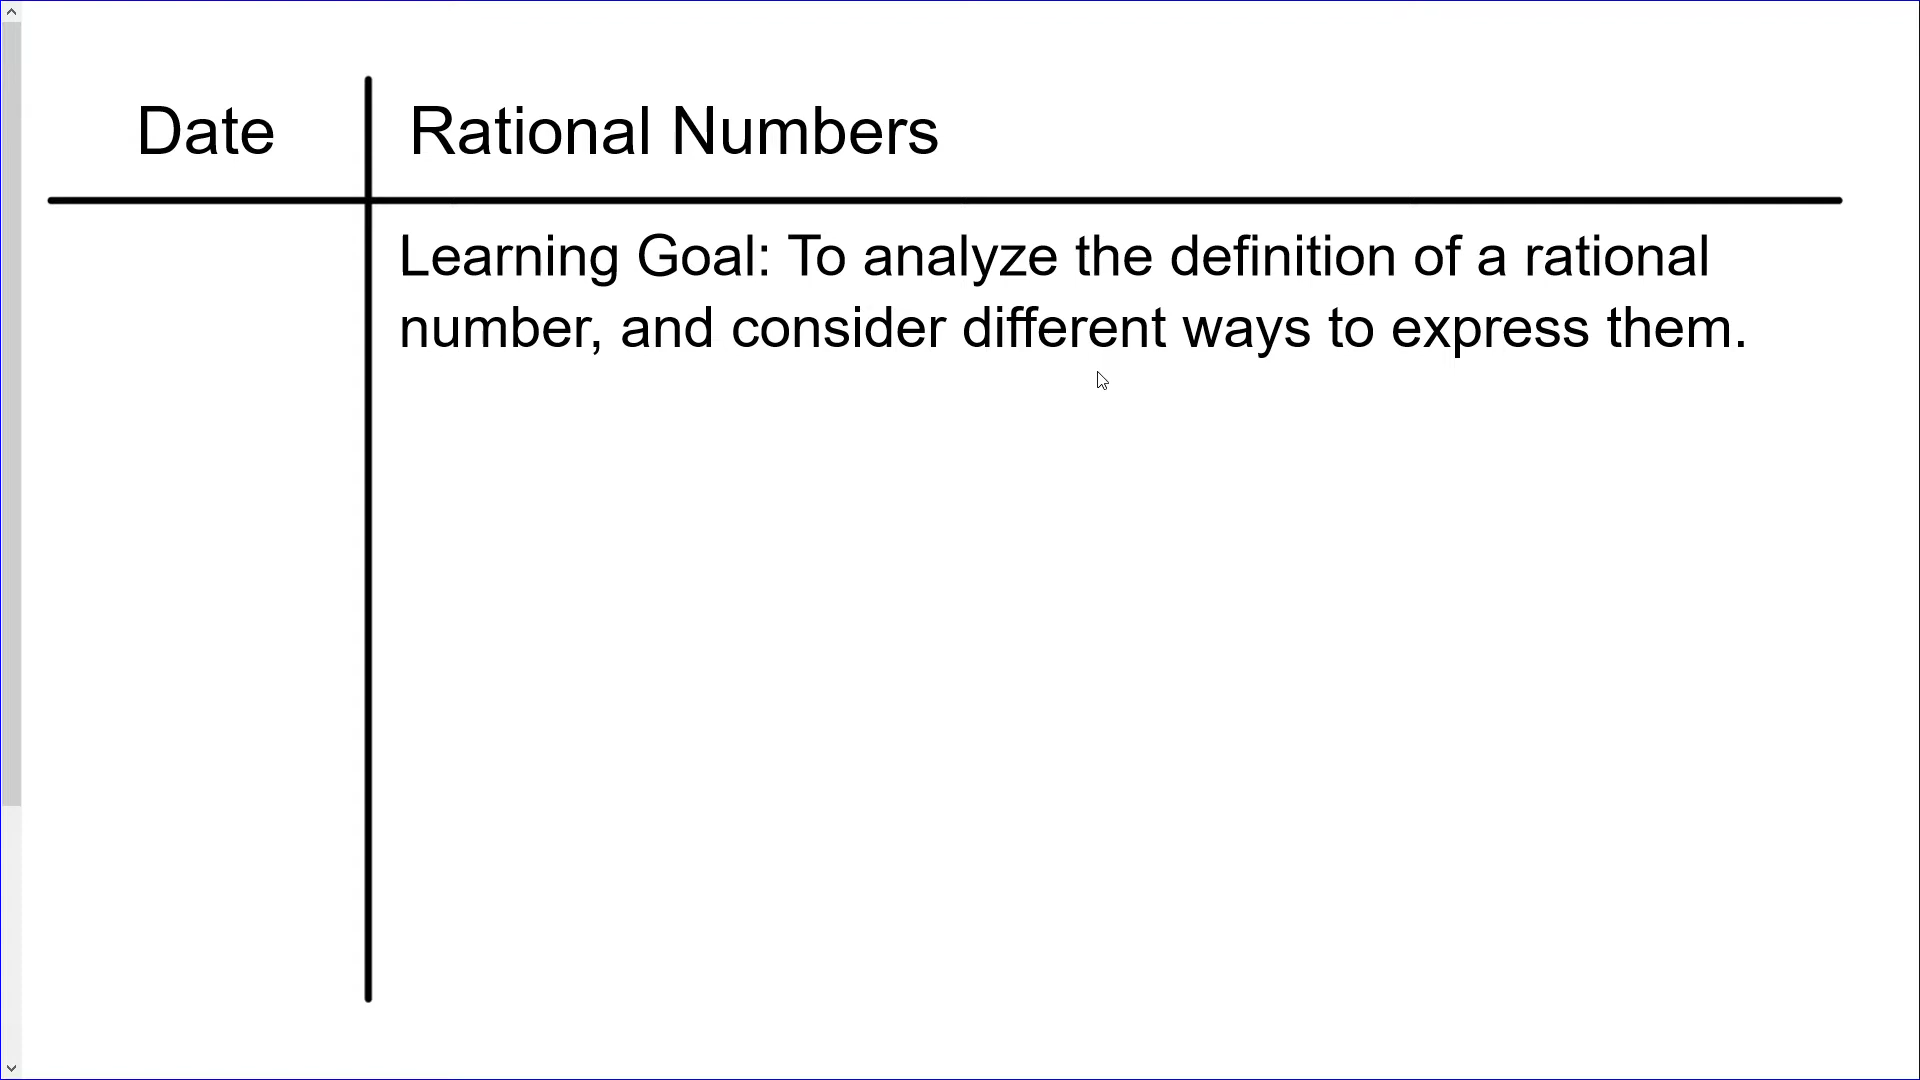 Date
Rational Numbers
Learning Goal: To analyze the definition of a rational
number, and consider different ways to express them.